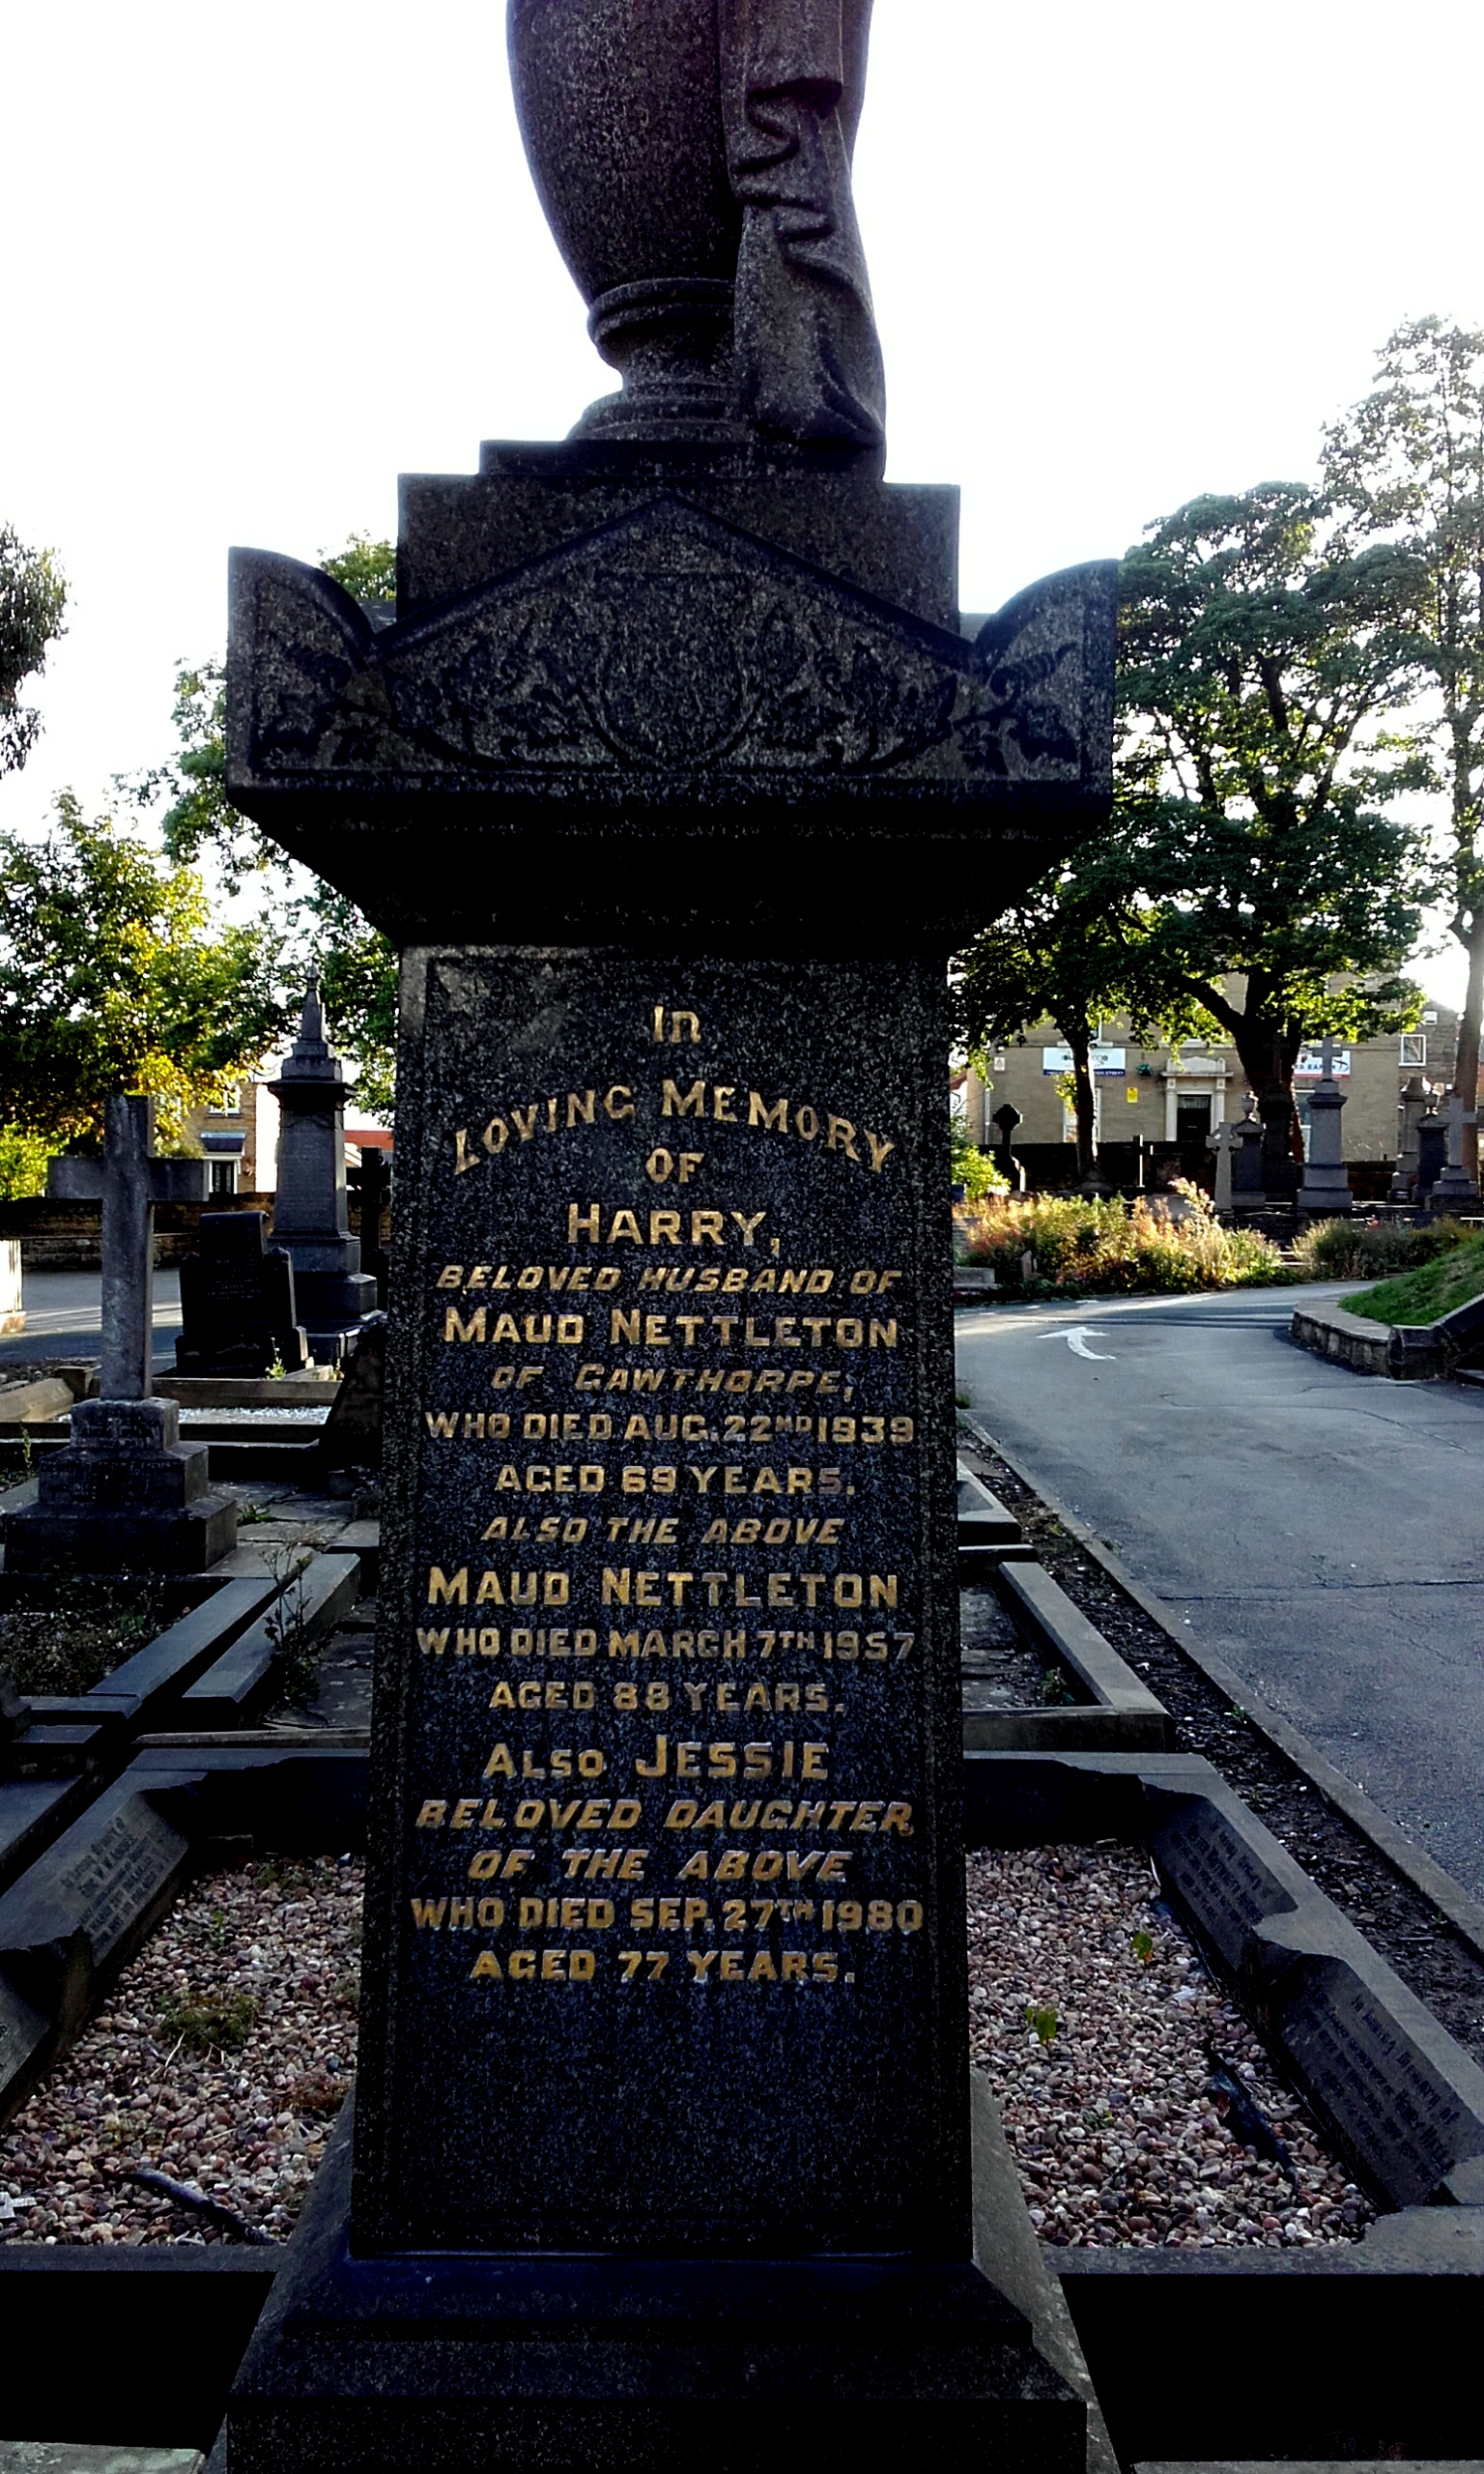 In
LOVING MEMORY
OF
HARRY,
BELOVED HUSBAND OF
MAUD NETTLETON
OF GAWTHORPE,
WHO DIED AUG. 22ND 1939
AGED 69 YEARS.
ALSO THE ABOVE
MAUD NETTLETON
WHO DIED MARCH 7TH 1957
AGED 88 YEARS.
ALSO JESSIE
BELOVED DAUGHTER
OF THE ABOVE
WHO DIED SEP. 27TH 1980
AGED 77 YEARS.